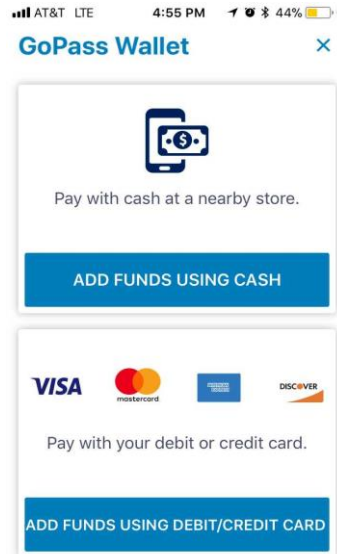 AT&T LTE 4:55 PM 44%
GoPass Wallet ×
$
Pay with cash at a nearby store.
ADD FUNDS USING CASH
VISA mastercard DISCOVER
Pay with your debit or credit card.
ADD FUNDS USING DEBIT/CREDIT CARD